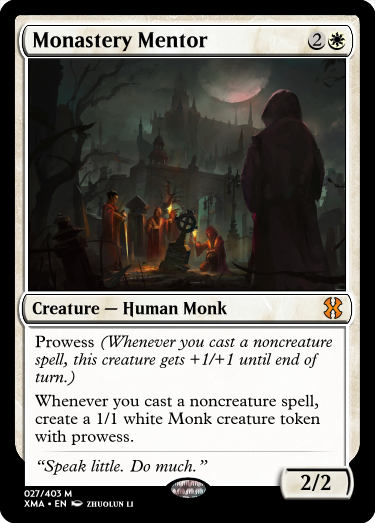 Monastery Mentor 2
Creature — Human Monk
Prowess (Whenever you cast a noncreature
spell, this creature gets +1/+1 until end of
turn.)
Whenever you cast a noncreature spell,
create a 1/1 white Monk creature token
with prowess.
“Speak little. Do much.”
2/2
027/403 M
XMA • EN ZHUOLUN LI